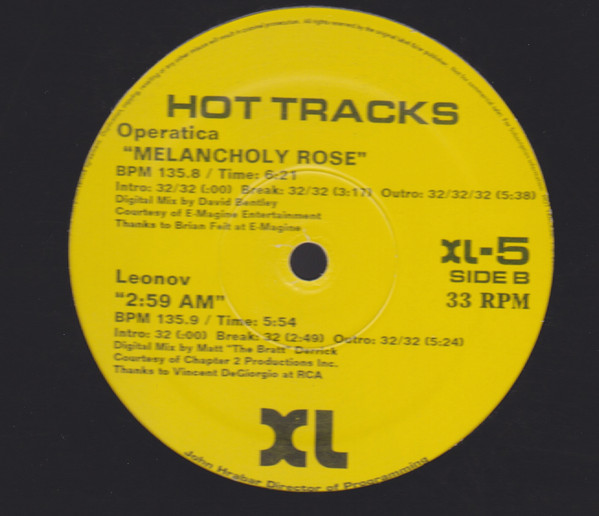 HOT TRACKS
Operatica
"MELANCHOLY ROSE"
BPM 135.8 / Time: 6:21
Intro: 32/32 (:00) Break: 32/32 (3:17) Outro: 32/32/32 (5:38)
Digital Mix by David Bentley
Courtesy of E-Magine Entertainment
Thanks to Brian Feit at E-Magine
XL-5
SIDE B
33 RPM
Leonov
"2:59 AM"
BPM 135.9 / Time: 5:54
Intro: 32 (:00) Break: 32 (2:49) Outro: 32/32 (5:24)
Digital Mix by Matt "The Bratt" Derrick
Courtesy of Chapter 2 Productions Inc.
Thanks to Vincent DeGiorgio at RCA
XL
John Hrabar Director of Programming